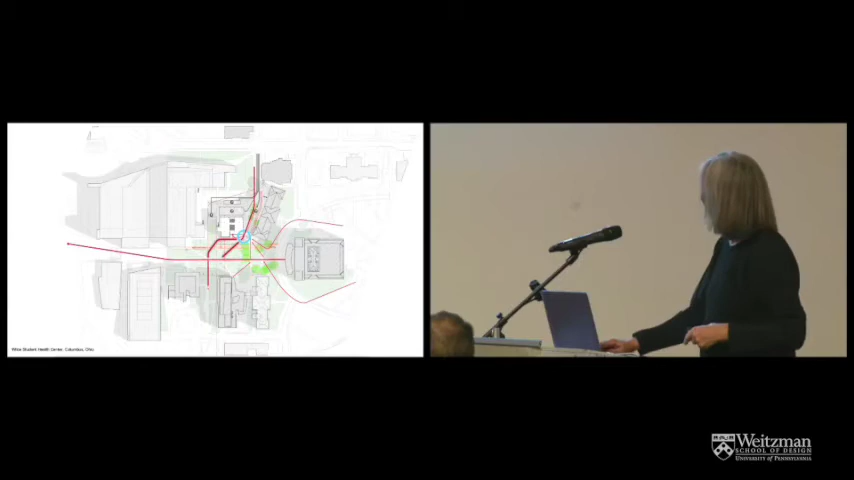 Wilce Student Health Center, Columbus, Ohio
Weitzman
SCHOOL OF DESIGN
UNIVERSITY OF PENNSYLVANIA